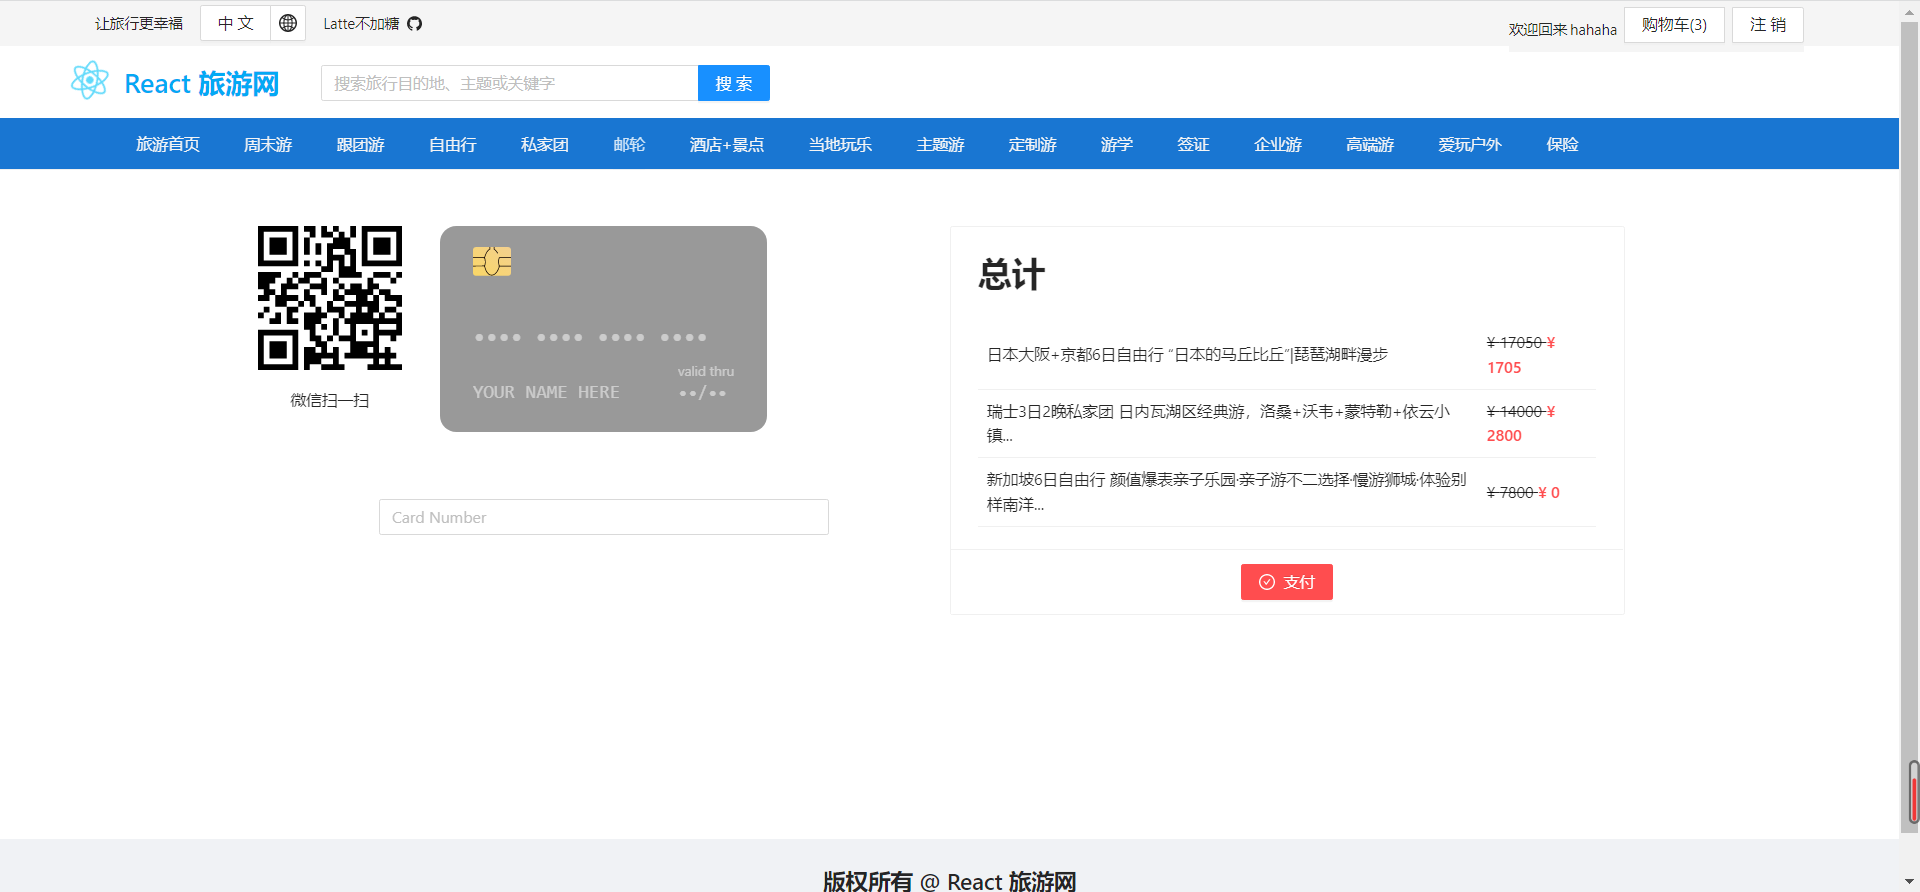 让旅行更幸福
中 文
Latte不加糖
欢迎回来 hahaha
购物车(3)
注 销
React 旅游网
搜索旅行目的地、主题或关键字
搜 索
旅游首页 周末游 跟团游 自由行 私家团 邮轮 酒店+景点 当地玩乐 主题游 定制游 游学 签证 企业游 高端游 爱玩户外 保险
•••• •••• •••• ••••
valid thru
YOUR NAME HERE
••/••
微信扫一扫
Card Number
总计
日本大阪+京都6日自由行 “日本的马丘比丘”|琵琶湖畔漫步
¥ 17050 ¥
1705
瑞士3日2晚私家团 日内瓦湖区经典游，洛桑+沃韦+蒙特勒+依云小
镇...
¥ 14000 ¥
2800
新加坡6日自由行 颜值爆表亲子乐园·亲子游不二选择·慢游狮城·体验别
样南洋...
¥ 7800 ¥ 0
支付
版权所有 @ React 旅游网